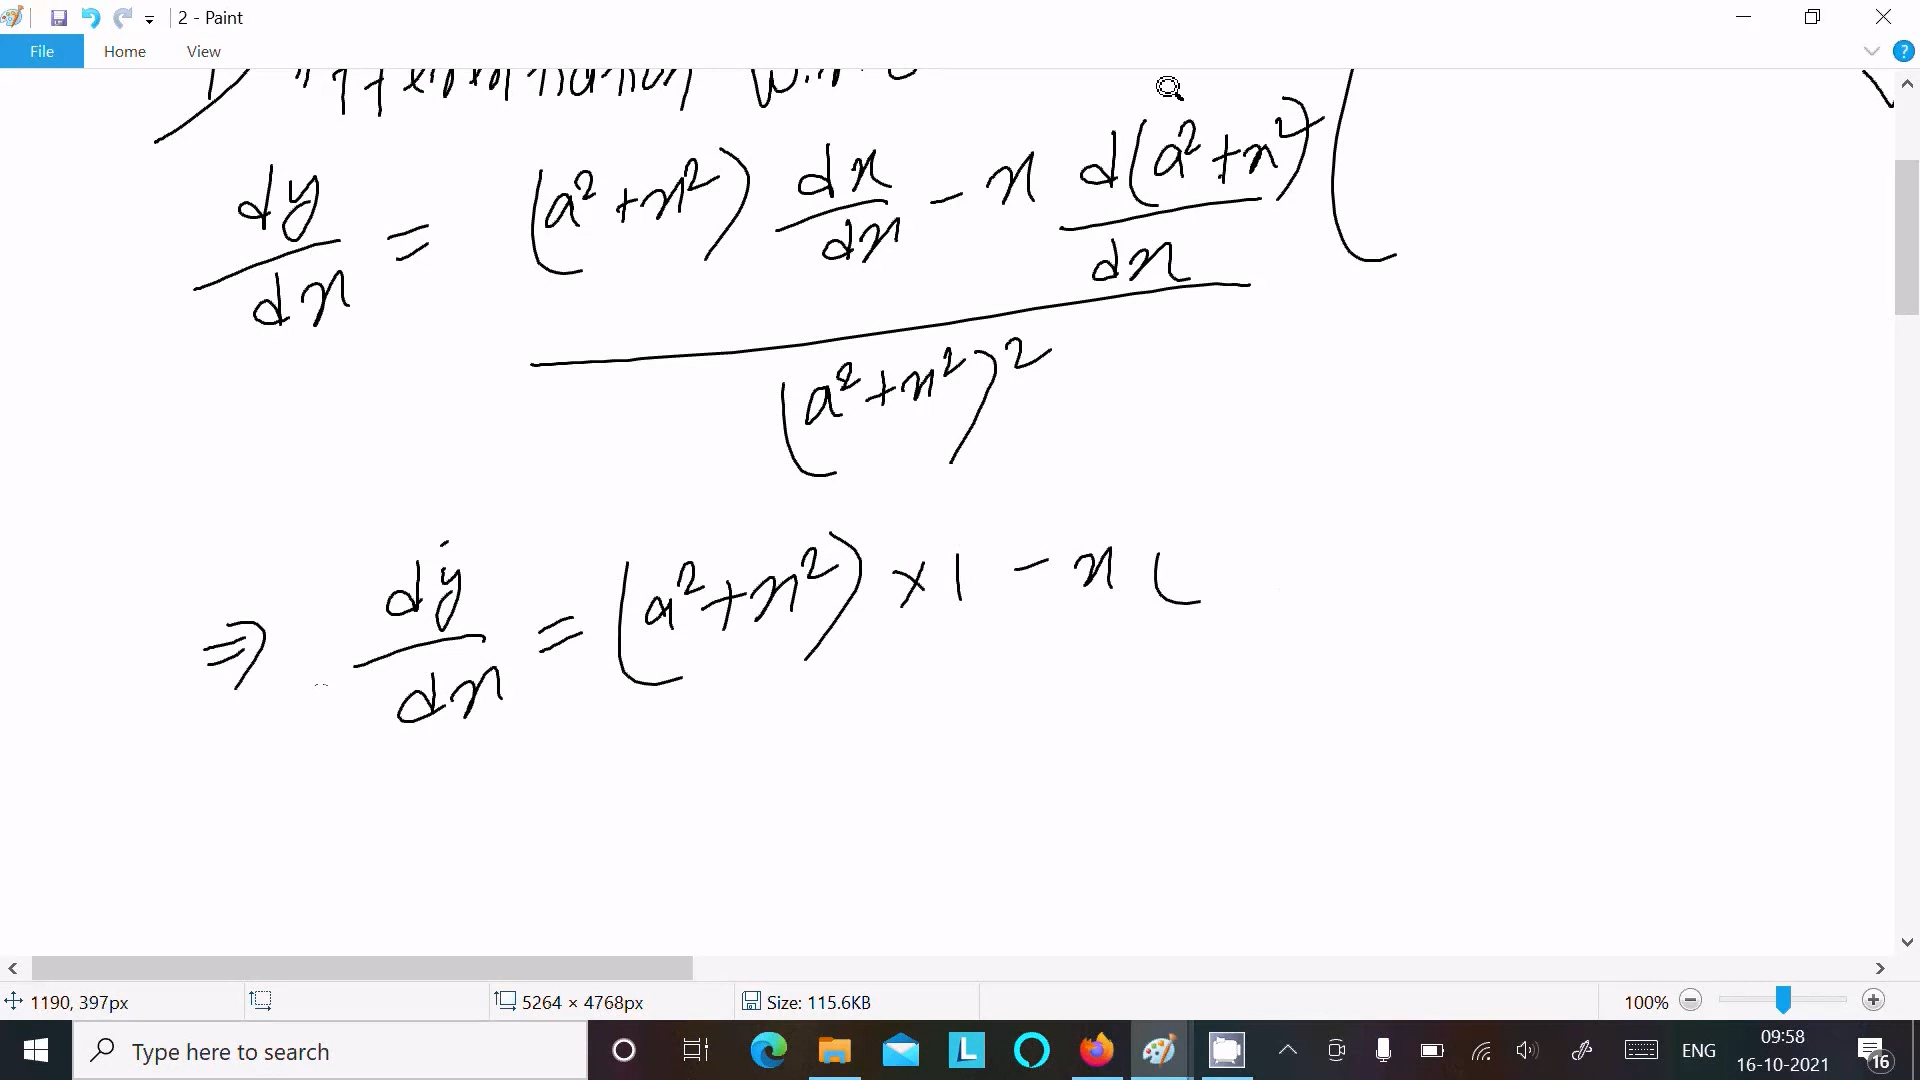 2 - Paint
File Home View
Differentiation w.r.t
dy/dx = ((a²+x²) dx/dx - x d(a²+x²)/dx)/(a²+x²)²
⇒ dy/dx = (a²+x²) × 1 - x (
1190, 397px 5264 × 4768px Size: 115.6KB 100%
Type here to search L ENG 09:58
16-10-2021 16